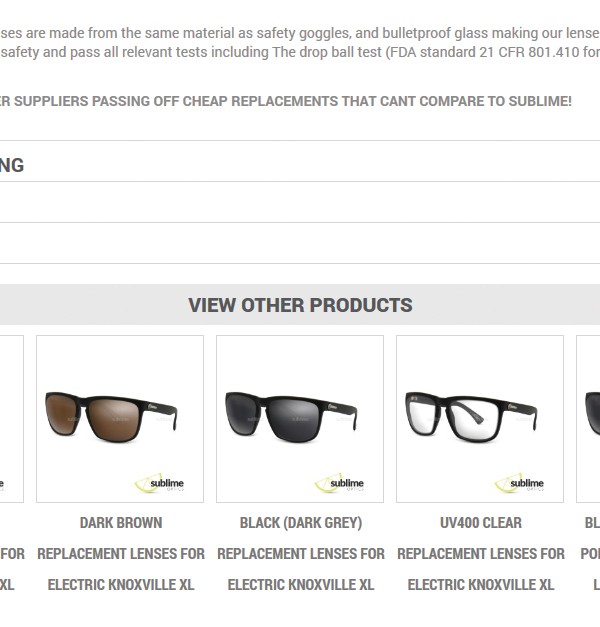 ses are made from the same material as safety goggles, and bulletproof glass making our lense
safety and pass all relevant tests including The drop ball test (FDA standard 21 CFR 801.410 for
ER SUPPLIERS PASSING OFF CHEAP REPLACEMENTS THAT CANT COMPARE TO SUBLIME!
NG
VIEW OTHER PRODUCTS
sublime
sublime
sublime
DARK BROWN
REPLACEMENT LENSES FOR
ELECTRIC KNOXVILLE XL
BLACK (DARK GREY)
REPLACEMENT LENSES FOR
ELECTRIC KNOXVILLE XL
UV400 CLEAR
REPLACEMENT LENSES FOR
ELECTRIC KNOXVILLE XL
FOR
XL
BL